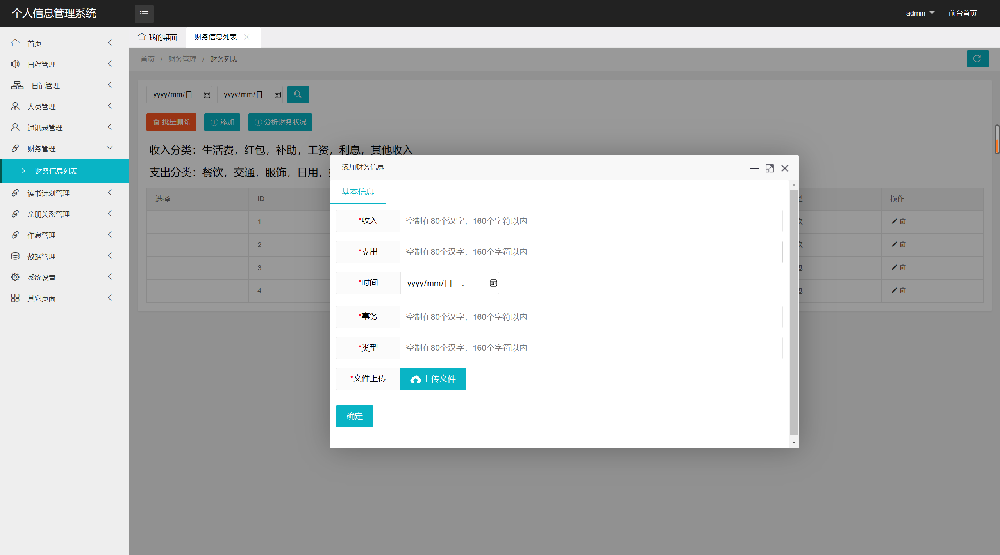 个人信息管理系统
admin
前台首页
首页
日程管理
日记管理
人员管理
通讯录管理
财务管理
财务信息列表
读书计划管理
亲朋关系管理
作息管理
数据管理
系统设置
其它页面
我的桌面
财务信息列表
首页 / 财务管理 / 财务列表
yyyy/mm/日
yyyy/mm/日
批量删除
添加
分析财务状况
收入分类：生活费，红包，补助，工资，利息，其他收入
支出分类：餐饮，交通，服饰，日用，
选择
ID
型
操作
1
2
3
包
4
包
添加财务信息
基本信息
*收入
空制在80个汉字，160个字符以内
*支出
空制在80个汉字，160个字符以内
*时间
yyyy/mm/日 --:--
*事务
空制在80个汉字，160个字符以内
*类型
空制在80个汉字，160个字符以内
*文件上传
上传文件
确定